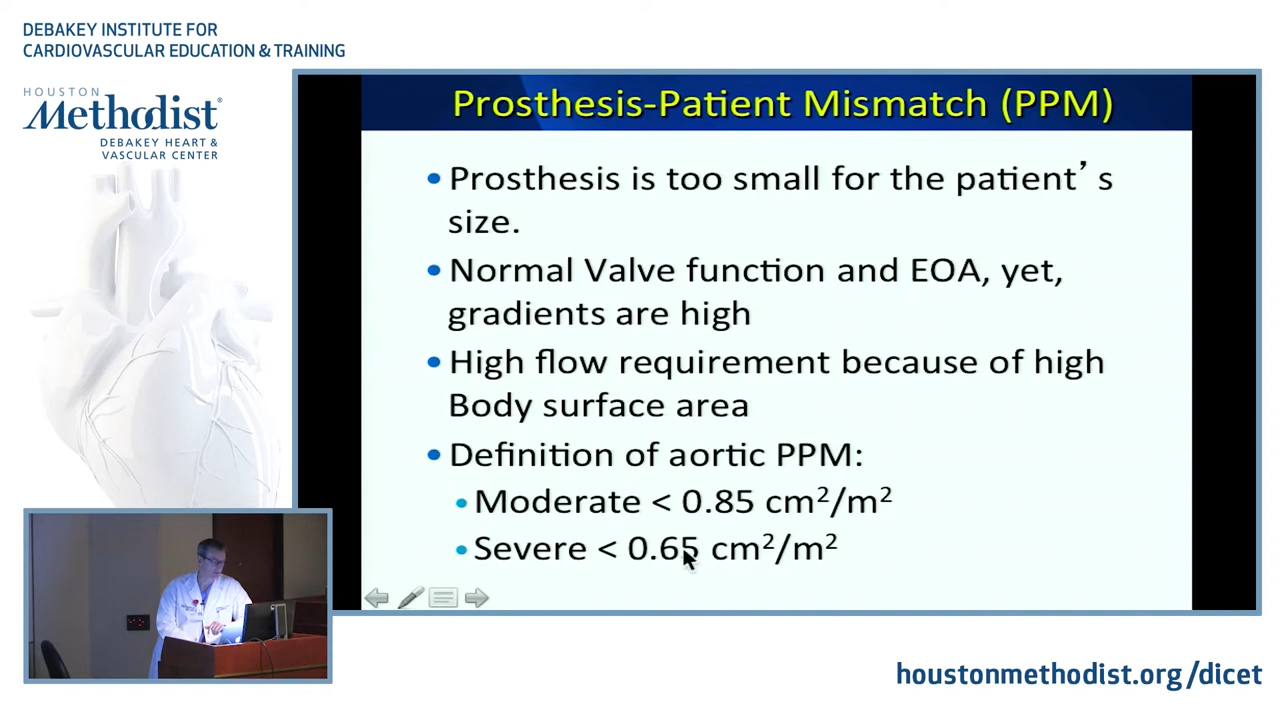 DEBAKEY INSTITUTE FOR
CARDIOVASCULAR EDUCATION & TRAINING
HOUSTON
Methodist®
DEBAKEY HEART &
VASCULAR CENTER
Prosthesis-Patient Mismatch (PPM)
• Prosthesis is too small for the patient's
size.
• Normal Valve function and EOA, yet,
gradients are high
• High flow requirement because of high
Body surface area
• Definition of aortic PPM:
• Moderate < 0.85 cm²/m²
• Severe < 0.65 cm²/m²
houstonmethodist.org/dicet